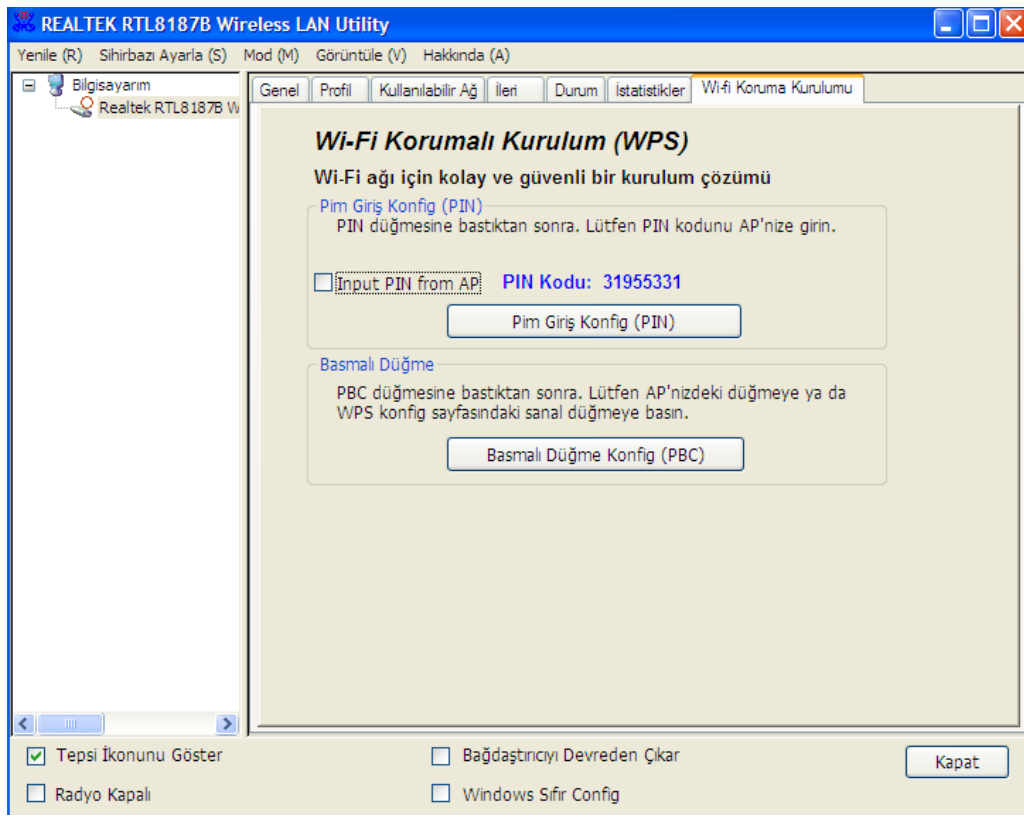 REALTEK RTL8187B Wireless LAN Utility
Yenile (R) Sihirbazı Ayarla (S) Mod (M) Görüntüle (V) Hakkında (A)
Bilgisayarım
Realtek RTL8187B W
Genel Profil Kullanılabilir Ağ İleri Durum İstatistikler Wi-fi Koruma Kurulumu
Wi-Fi Korumalı Kurulum (WPS)
Wi-Fi ağı için kolay ve güvenli bir kurulum çözümü
Pim Giriş Konfig (PIN)
PIN düğmesine bastıktan sonra. Lütfen PIN kodunu AP'nize girin.
Input PIN from AP PIN Kodu: 31955331
Pim Giriş Konfig (PIN)
Basmalı Düğme
PBC düğmesine bastıktan sonra. Lütfen AP'nizdeki düğmeye ya da
WPS konfig sayfasındaki sanal düğmeye basın.
Basmalı Düğme Konfig (PBC)
Tepsi İkonunu Göster Bağdaştırıcıyı Devreden Çıkar Kapat
Radyo Kapalı Windows Sıfır Config